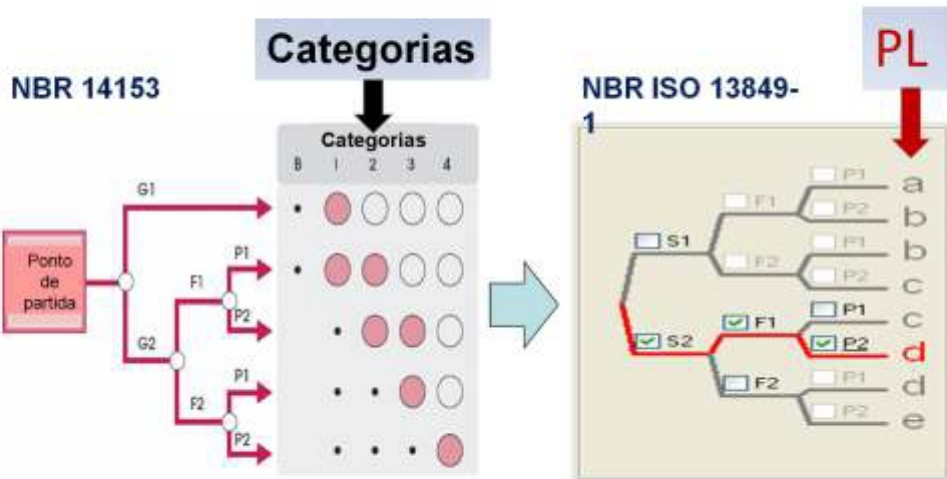 Categorias
PL
NBR 14153
NBR ISO 13849-
1
Categorias
B 1 2 3 4
G1
Ponto
de
partida
P1
F1
P2
G2
P1
F2
P2
P1
a
F1
P2
b
S1
P1
b
F2
P2
c
P1
c
F1
S2
P2
d
F2
P1
d
P2
e